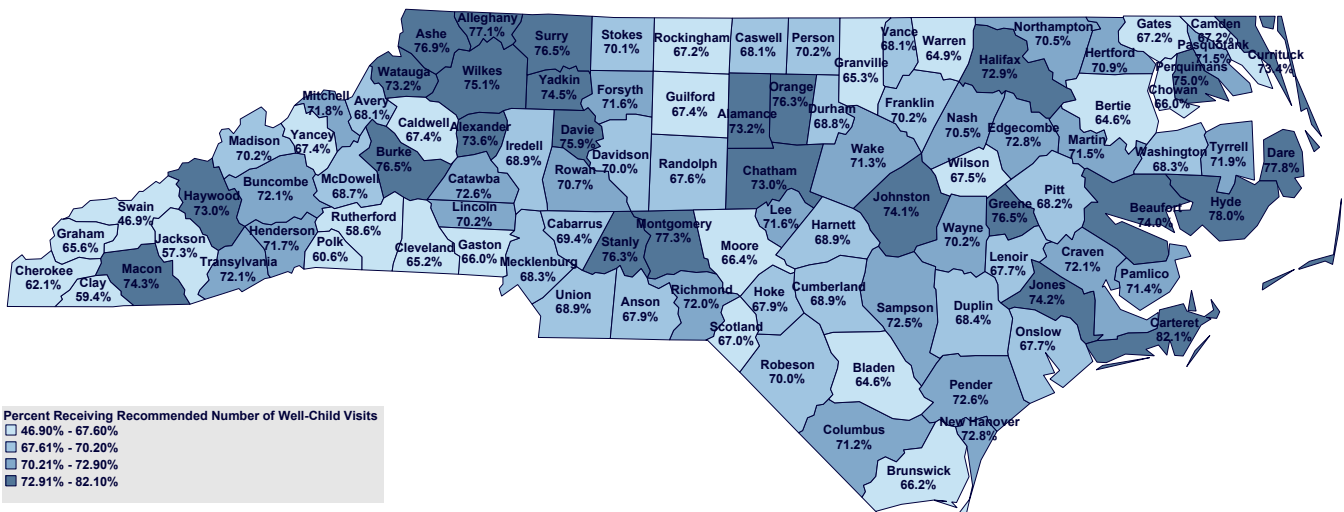 Alleghany
77.1%
Ashe
76.9%
Surry
76.5%
Stokes
70.1%
Rockingham
67.2%
Caswell
68.1%
Person
70.2%
Granville
65.3%
Vance
68.1%
Warren
64.9%
Halifax
72.9%
Northampton
70.5%
Hertford
70.9%
Gates
67.2%
Camden
67.2%
Pasquotank
71.5%
Currituck
73.4%
Perquimans
75.0%
Chowan
66.0%
Bertie
64.6%
Watauga
73.2%
Wilkes
75.1%
Yadkin
74.5%
Forsyth
71.6%
Guilford
67.4%
Alamance
73.2%
Orange
76.3%
Durham
68.8%
Franklin
70.2%
Nash
70.5%
Edgecombe
72.8%
Martin
71.5%
Washington
68.3%
Tyrrell
71.9%
Dare
77.8%
Mitchell
71.8%
Avery
68.1%
Caldwell
67.4%
Alexander
73.6%
Iredell
68.9%
Davie
75.9%
Davidson
70.0%
Randolph
67.6%
Chatham
73.0%
Wake
71.3%
Wilson
67.5%
Pitt
68.2%
Beaufort
74.0%
Hyde
78.0%
Madison
70.2%
Yancey
67.4%
Burke
76.5%
McDowell
68.7%
Catawba
72.6%
Rowan
70.7%
Buncombe
72.1%
Haywood
73.0%
Swain
46.9%
Graham
65.6%
Jackson
57.3%
Cherokee
62.1%
Clay
59.4%
Macon
74.3%
Transylvania
72.1%
Henderson
71.7%
Polk
60.6%
Rutherford
58.6%
Cleveland
65.2%
Lincoln
70.2%
Gaston
66.0%
Mecklenburg
68.3%
Cabarrus
69.4%
Stanly
76.3%
Montgomery
77.3%
Moore
66.4%
Lee
71.6%
Harnett
68.9%
Johnston
74.1%
Wayne
70.2%
Greene
76.5%
Lenoir
67.7%
Craven
72.1%
Pamlico
71.4%
Jones
74.2%
Carteret
82.1%
Union
68.9%
Anson
67.9%
Richmond
72.0%
Scotland
67.0%
Hoke
67.9%
Cumberland
68.9%
Sampson
72.5%
Duplin
68.4%
Onslow
67.7%
Robeson
70.0%
Bladen
64.6%
Pender
72.6%
New Hanover
72.8%
Columbus
71.2%
Brunswick
66.2%
Percent Receiving Recommended Number of Well-Child Visits
46.90% - 67.60%
67.61% - 70.20%
70.21% - 72.90%
72.91% - 82.10%